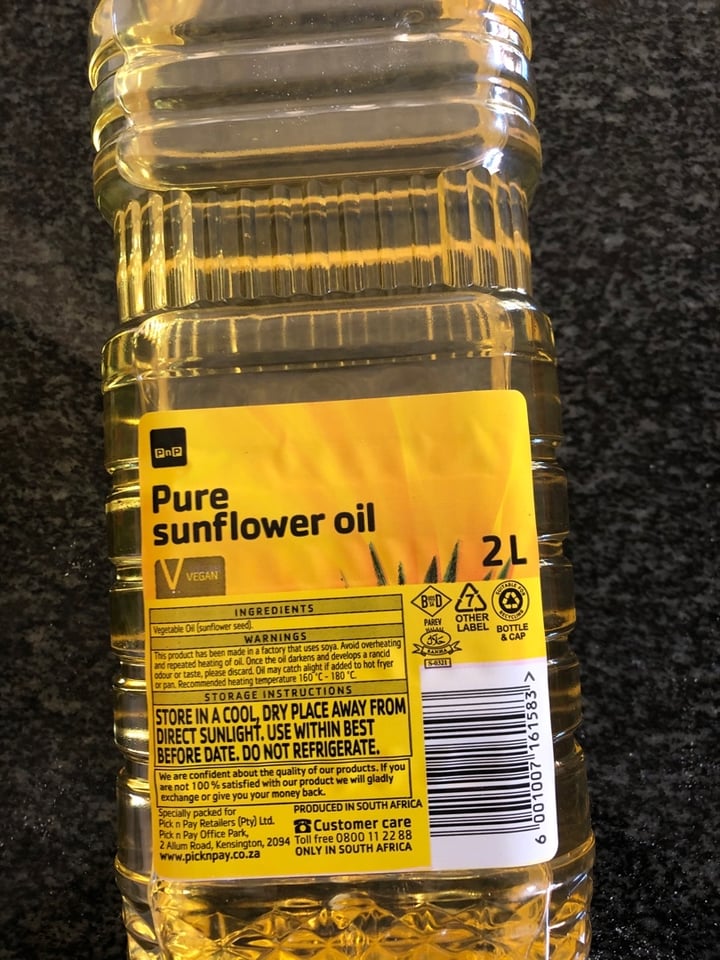 PnP
Pure
sunflower oil
2L
V VEGAN
INGREDIENTS
Vegetable Oil (sunflower seed).
WARNINGS
This product has been made in a factory that uses soya. Avoid overheating
and repeated heating of oil. Once the oil darkens and develops a rancid
odour or taste, please discard. Oil may catch alight if added to hot fryer
or pan. Recommended heating temperature 160 °C - 180 °C.
STORAGE INSTRUCTIONS
STORE IN A COOL, DRY PLACE AWAY FROM
DIRECT SUNLIGHT. USE WITHIN BEST
BEFORE DATE. DO NOT REFRIGERATE.
We are confident about the quality of our products. If you
are not 100 % satisfied with our product we will gladly
exchange or give you your money back.
Specially packed for
Pick n Pay Retailers (Pty) Ltd.
Pick n Pay Office Park,
2 Allum Road, Kensington, 2094
www.picknpay.co.za
PRODUCED IN SOUTH AFRICA
Customer care
Toll free 0800 11 22 88
ONLY IN SOUTH AFRICA
B D
PAREV
7
OTHER
LABEL
SUITABLE FOR
RECYCLING
BOTTLE
& CAP
SANHA
S-0321
6 001007 161583 >